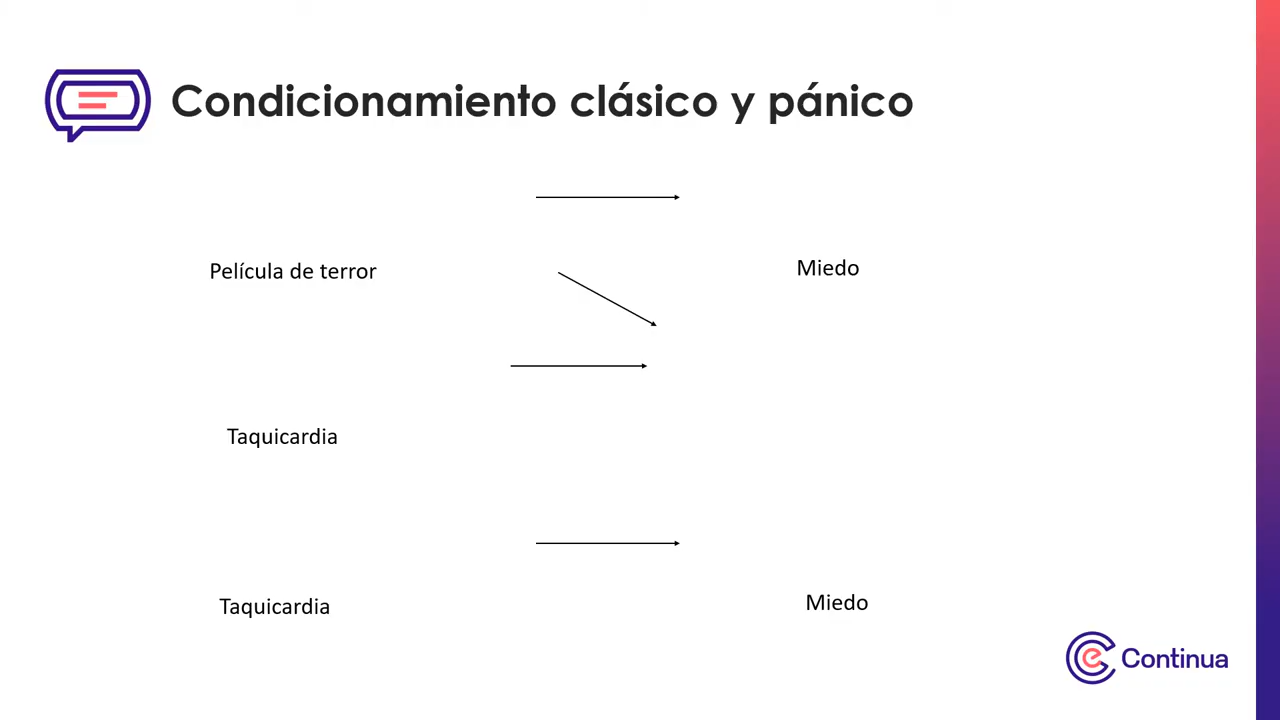 Condicionamiento clásico y pánico
Película de terror
Miedo
Taquicardia
Taquicardia
Miedo
Continua